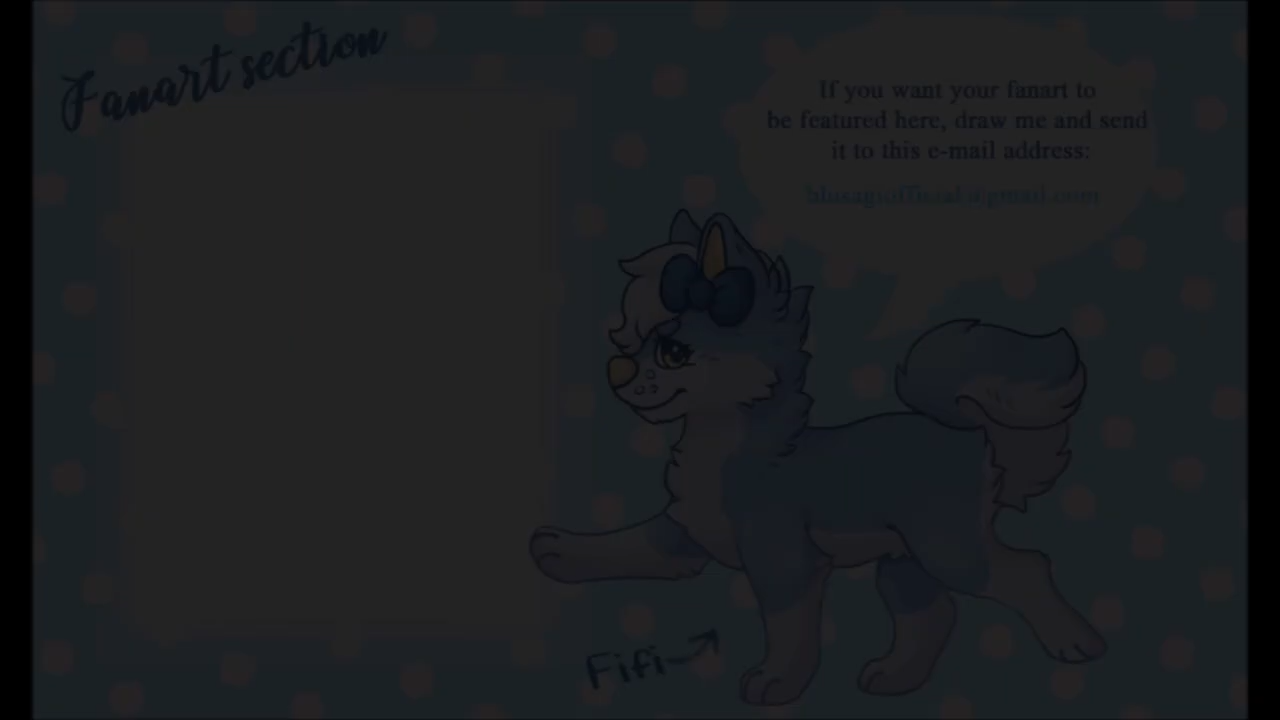 Fanart section
If you want your fanart to
be featured here, draw me and send
it to this e-mail address:
Fifi